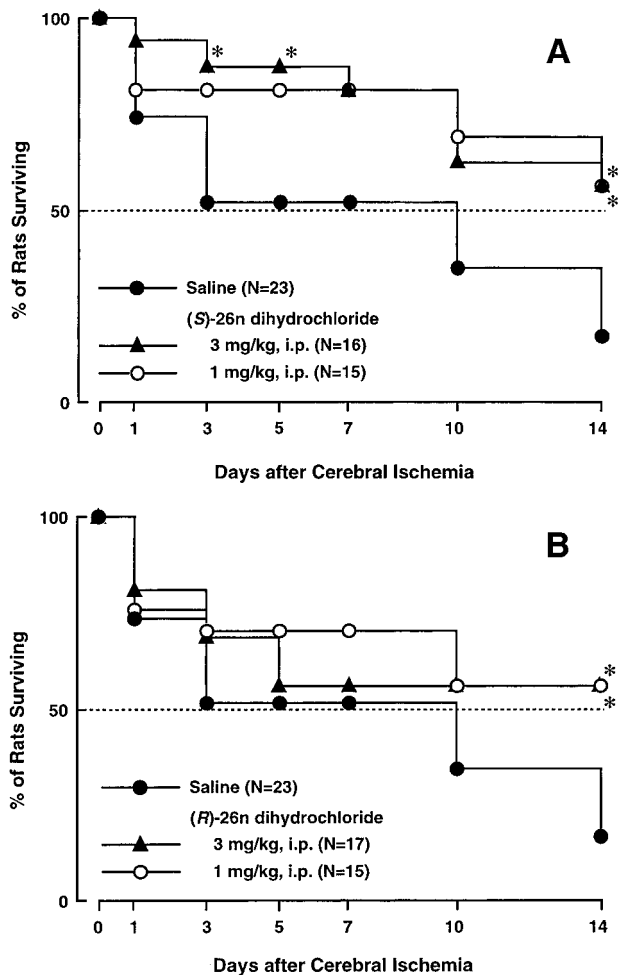 A
100
50
0
% of Rats Surviving
* *
*
*
Saline (N=23)
(S)-26n dihydrochloride
3 mg/kg, i.p. (N=16)
1 mg/kg, i.p. (N=15)
0 1 3 5 7 10 14
Days after Cerebral Ischemia
B
100
50
0
% of Rats Surviving
*
*
Saline (N=23)
(R)-26n dihydrochloride
3 mg/kg, i.p. (N=17)
1 mg/kg, i.p. (N=15)
0 1 3 5 7 10 14
Days after Cerebral Ischemia